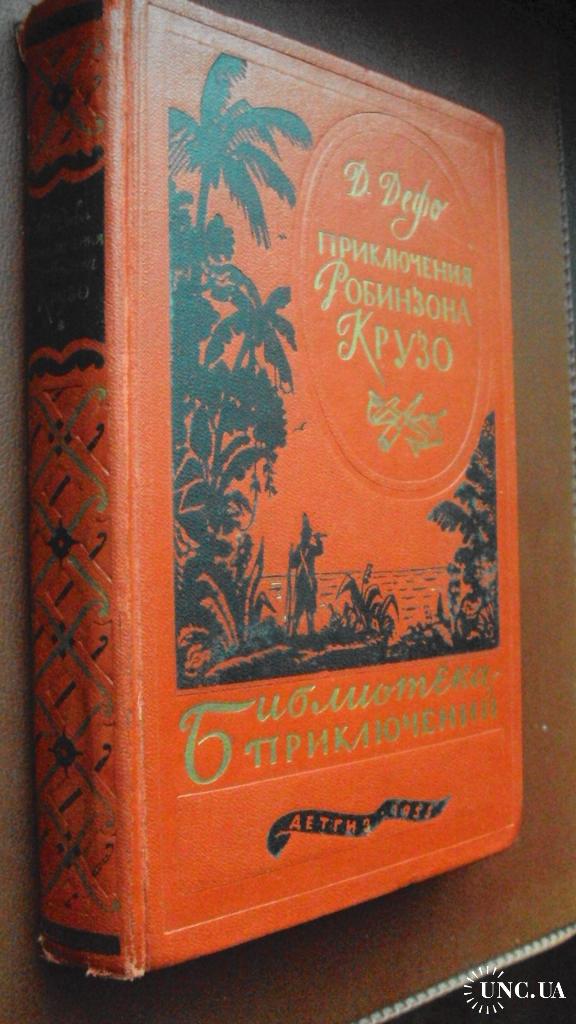 Д. Дефо
ПРИКЛЮЧЕНИЯ
РОБИНЗОНА
КРУЗО
Библиотека
ПРИКЛЮЧЕНИЙ
ДЕТГИЗ
UNC.UA